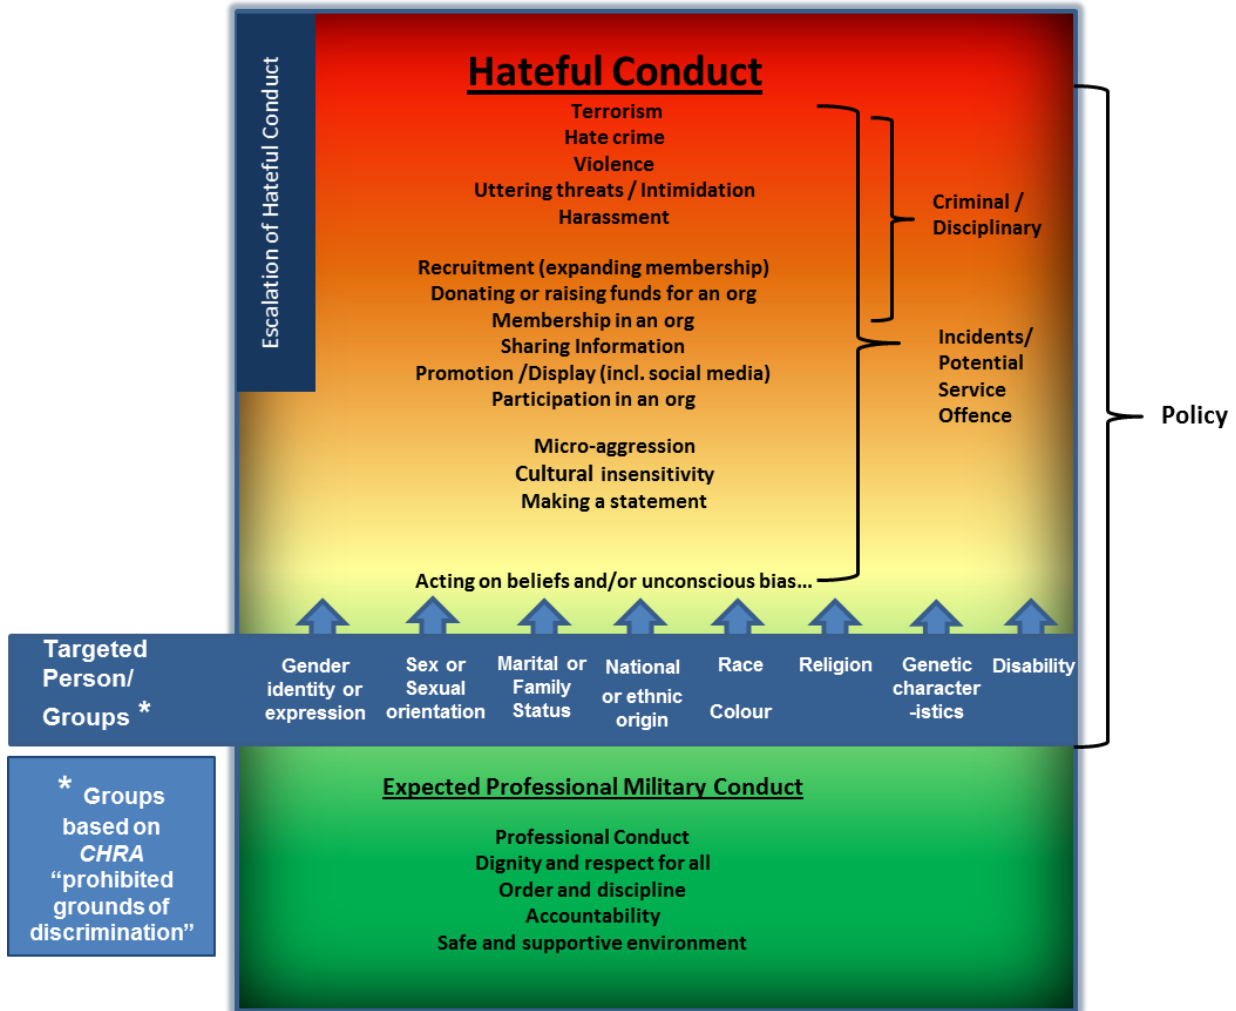 Escalation of Hateful Conduct
Hateful Conduct
Terrorism
Hate crime
Violence
Uttering threats / Intimidation
Harassment
Recruitment (expanding membership)
Donating or raising funds for an org
Membership in an org
Sharing Information
Promotion /Display (incl. social media)
Participation in an org
Micro-aggression
Cultural insensitivity
Making a statement
Acting on beliefs and/or unconscious bias...
Criminal /
Disciplinary
Incidents/
Potential
Service
Offence
Policy
Targeted
Person/
Groups *
Gender
identity or
expression
Sex or
Sexual
orientation
Marital or
Family
Status
National
or ethnic
origin
Race
Colour
Religion
Genetic
character
-istics
Disability
* Groups
based on
CHRA
“prohibited
grounds of
discrimination”
Expected Professional Military Conduct
Professional Conduct
Dignity and respect for all
Order and discipline
Accountability
Safe and supportive environment